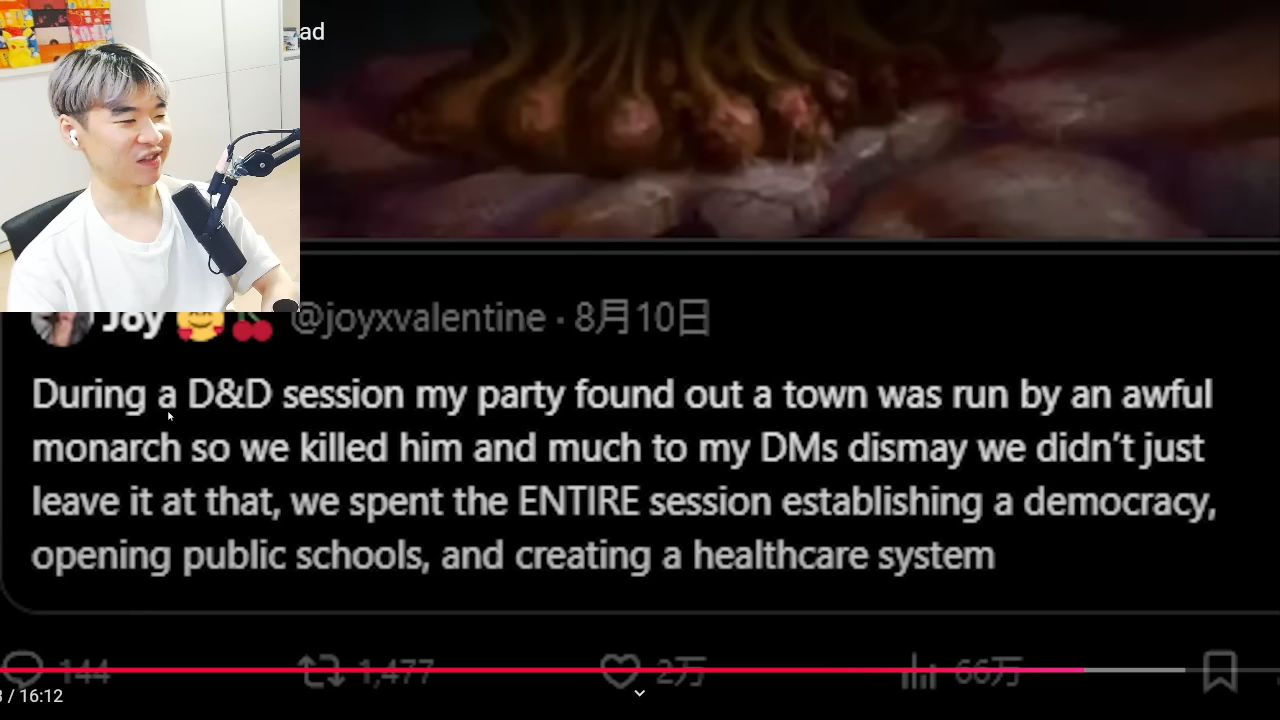 ad
Joy @joyxvalentine · 8月10日
During a D&D session my party found out a town was run by an awful
monarch so we killed him and much to my DMs dismay we didn't just
leave it at that, we spent the ENTIRE session establishing a democracy,
opening public schools, and creating a healthcare system
144 1,477 2万 66万
/ 16:12